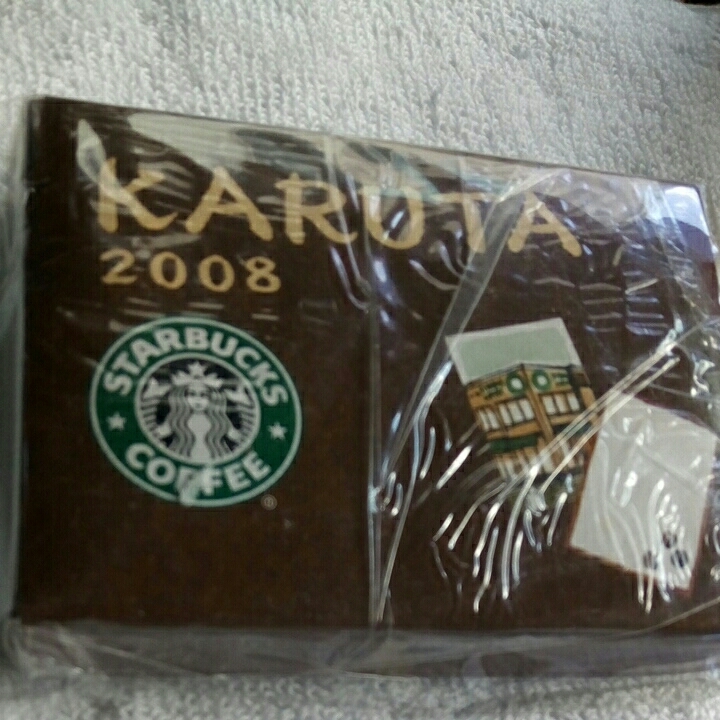 KARUTA
2008
STARBUCKS
COFFEE
®